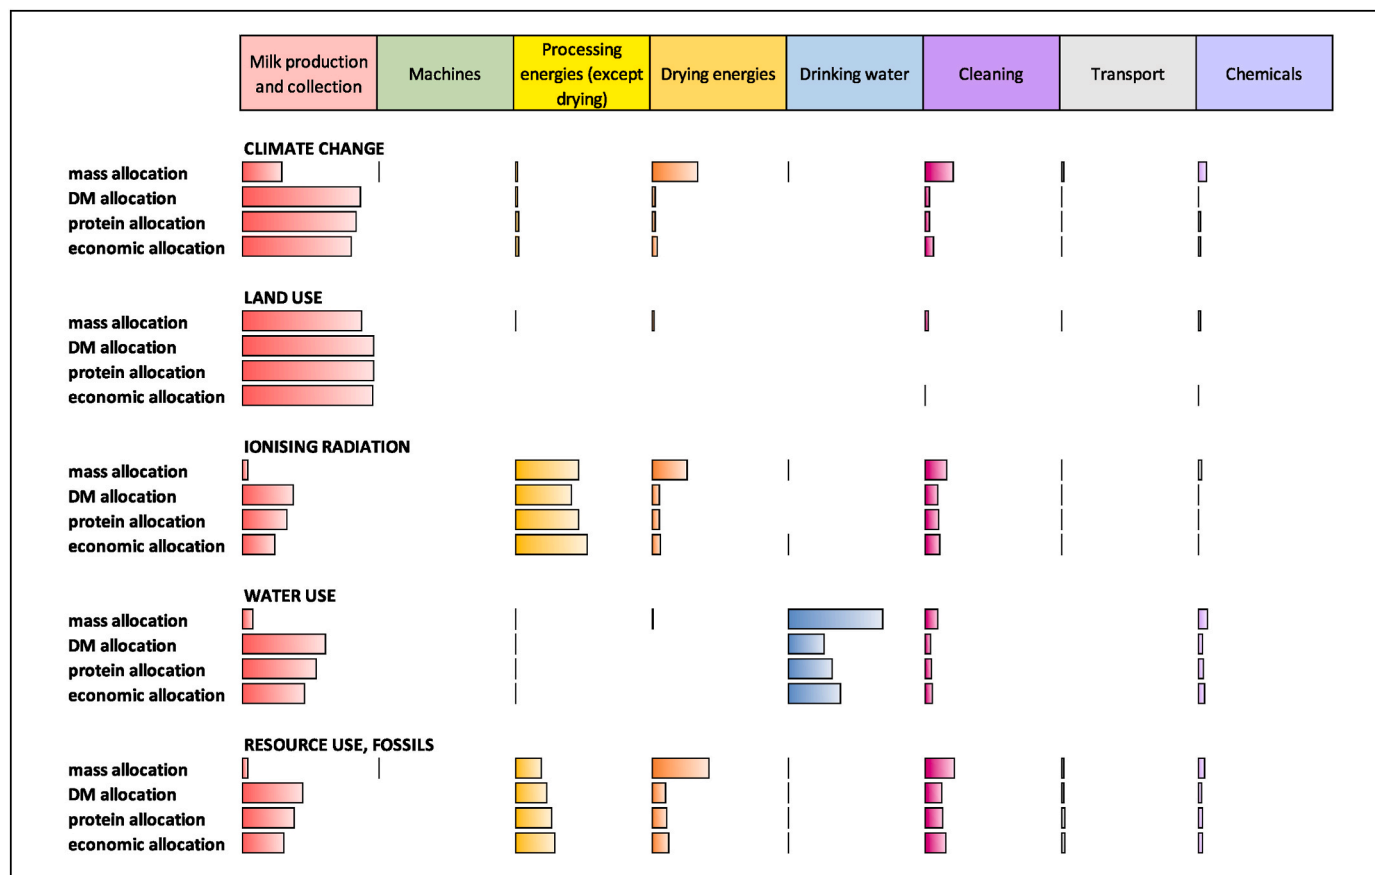 Milk production
and collection
Machines
Processing
energies (except
drying)
Drying energies
Drinking water
Cleaning
Transport
Chemicals
CLIMATE CHANGE
mass allocation
DM allocation
protein allocation
economic allocation
LAND USE
mass allocation
DM allocation
protein allocation
economic allocation
IONISING RADIATION
mass allocation
DM allocation
protein allocation
economic allocation
WATER USE
mass allocation
DM allocation
protein allocation
economic allocation
RESOURCE USE, FOSSILS
mass allocation
DM allocation
protein allocation
economic allocation